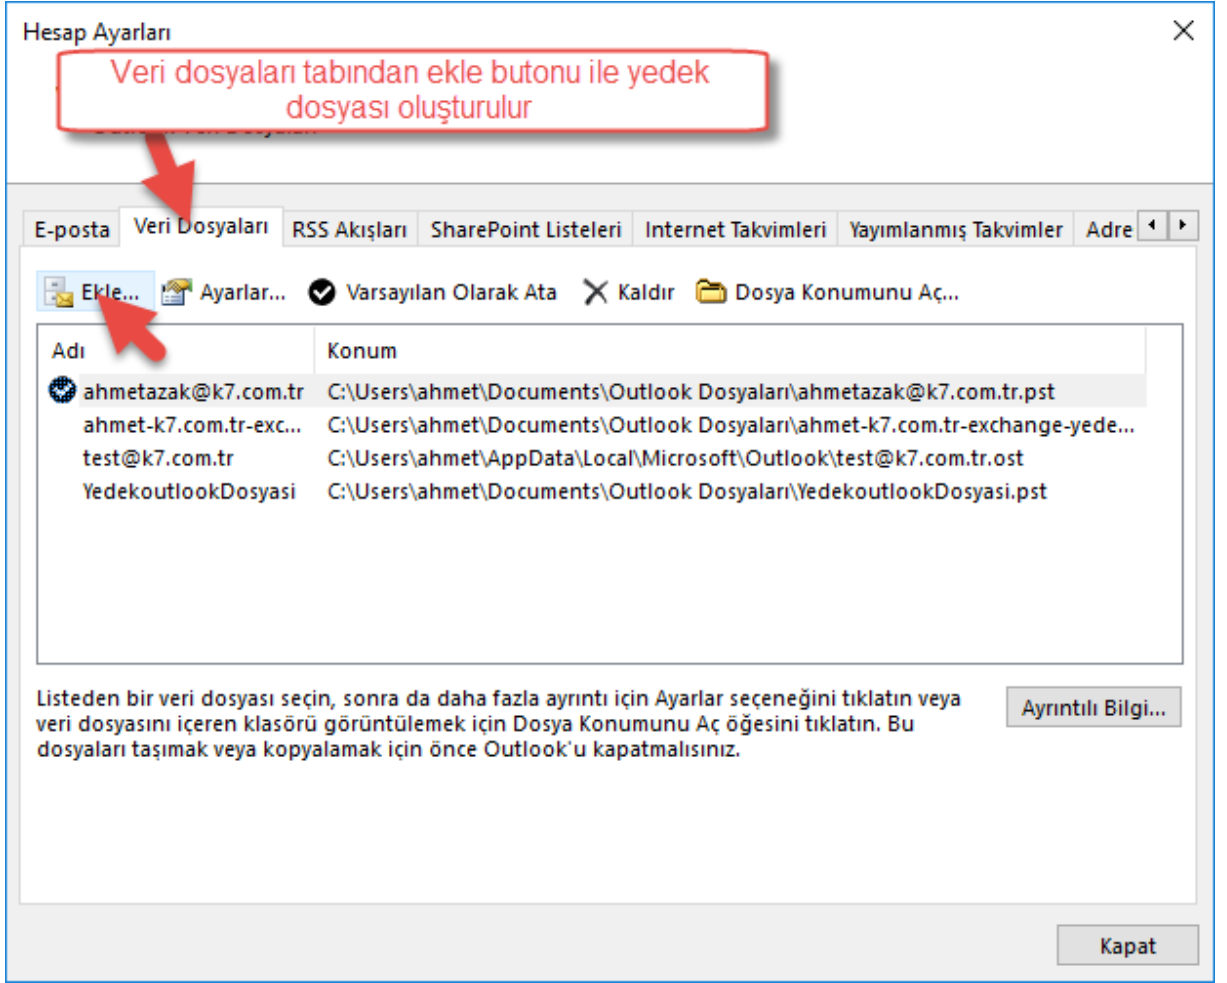 Hesap Ayarları
Veri dosyaları tabından ekle butonu ile yedek
dosyası oluşturulur
E-posta Veri Dosyaları RSS Akışları SharePoint Listeleri Internet Takvimleri Yayımlanmış Takvimler Adre
Ekle... Ayarlar... Varsayılan Olarak Ata Kaldır Dosya Konumunu Aç...
Adı Konum
ahmetazak@k7.com.tr C:\Users\ahmet\Documents\Outlook Dosyaları\ahmetazak@k7.com.tr.pst
ahmet-k7.com.tr-exc... C:\Users\ahmet\Documents\Outlook Dosyaları\ahmet-k7.com.tr-exchange-yede...
test@k7.com.tr C:\Users\ahmet\AppData\Local\Microsoft\Outlook\test@k7.com.tr.ost
YedekoutlookDosyasi C:\Users\ahmet\Documents\Outlook Dosyaları\YedekoutlookDosyasi.pst
Listeden bir veri dosyası seçin, sonra da daha fazla ayrıntı için Ayarlar seçeneğini tıklatın veya
veri dosyasını içeren klasörü görüntülemek için Dosya Konumunu Aç öğesini tıklatın. Bu
dosyaları taşımak veya kopyalamak için önce Outlook'u kapatmalısınız.
Ayrıntılı Bilgi...
Kapat